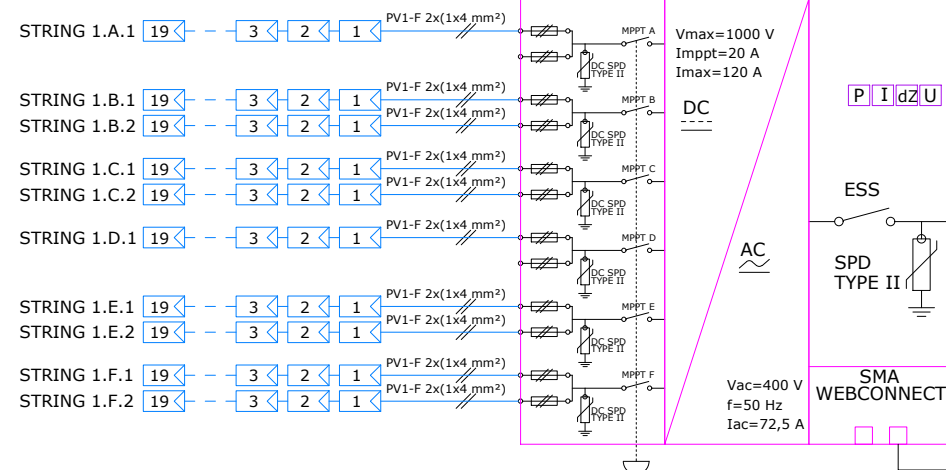 STRING 1.A.1 19 3 2 1 PV1-F 2x(1x4 mm²) MPPT A
DC SPD
TYPE II
STRING 1.B.1 19 3 2 1 PV1-F 2x(1x4 mm²) MPPT B
STRING 1.B.2 19 3 2 1 PV1-F 2x(1x4 mm²)
DC SPD
TYPE II
STRING 1.C.1 19 3 2 1 PV1-F 2x(1x4 mm²) MPPT C
STRING 1.C.2 19 3 2 1 PV1-F 2x(1x4 mm²)
DC SPD
TYPE II
STRING 1.D.1 19 3 2 1 PV1-F 2x(1x4 mm²) MPPT D
DC SPD
TYPE II
STRING 1.E.1 19 3 2 1 PV1-F 2x(1x4 mm²) MPPT E
STRING 1.E.2 19 3 2 1 PV1-F 2x(1x4 mm²)
DC SPD
TYPE II
STRING 1.F.1 19 3 2 1 PV1-F 2x(1x4 mm²) MPPT F
STRING 1.F.2 19 3 2 1 PV1-F 2x(1x4 mm²)
DC SPD
TYPE II
Vmax=1000 V
Imppt=20 A
Imax=120 A
DC
AC
Vac=400 V
f=50 Hz
Iac=72,5 A
P I dZ U
ESS
SPD
TYPE II
SMA
WEBCONNECT